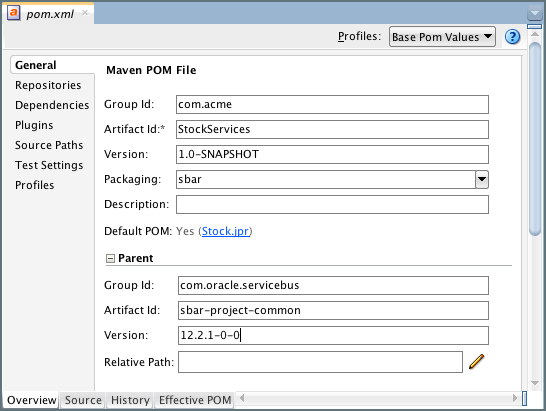 pom.xml
Profiles: Base Pom Values
General
Repositories
Dependencies
Plugins
Source Paths
Test Settings
Profiles
Maven POM File
Group Id: com.acme
Artifact Id:* StockServices
Version: 1.0-SNAPSHOT
Packaging: sbar
Description:
Default POM: Yes (Stock.jpr)
Parent
Group Id: com.oracle.servicebus
Artifact Id: sbar-project-common
Version: 12.2.1-0-0
Relative Path:
Overview Source History Effective POM